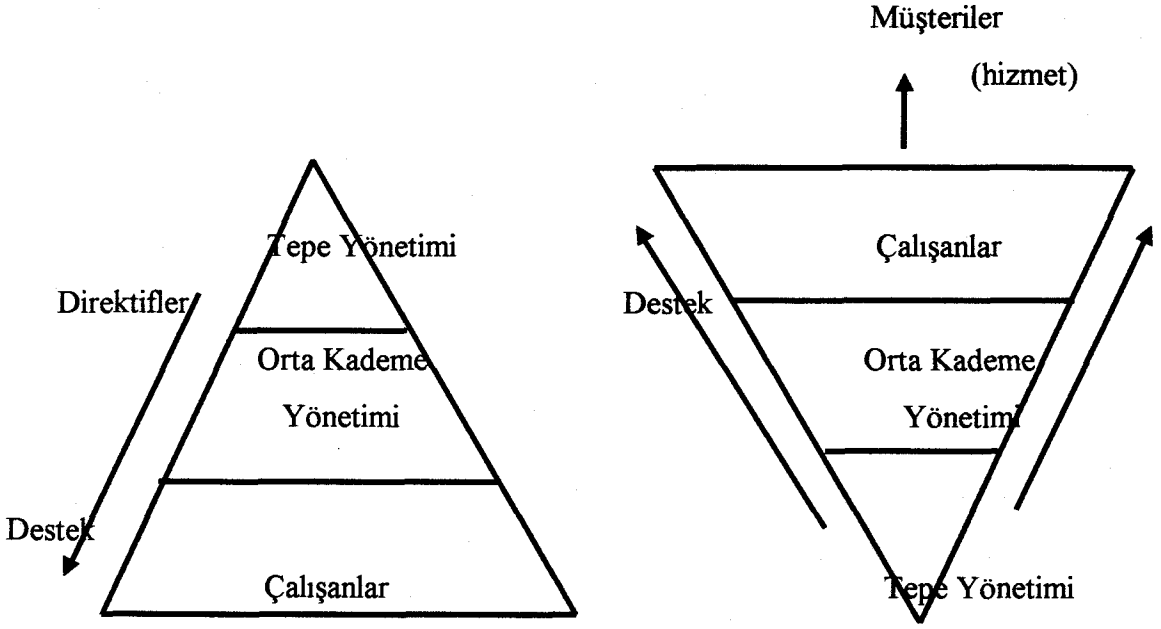 Müşteriler
(hizmet)
Tepe Yönetimi
Direktifler
Orta Kademe
Yönetimi
Destek
Çalışanlar
Çalışanlar
Destek
Orta Kademe
Yönetimi
Tepe Yönetimi